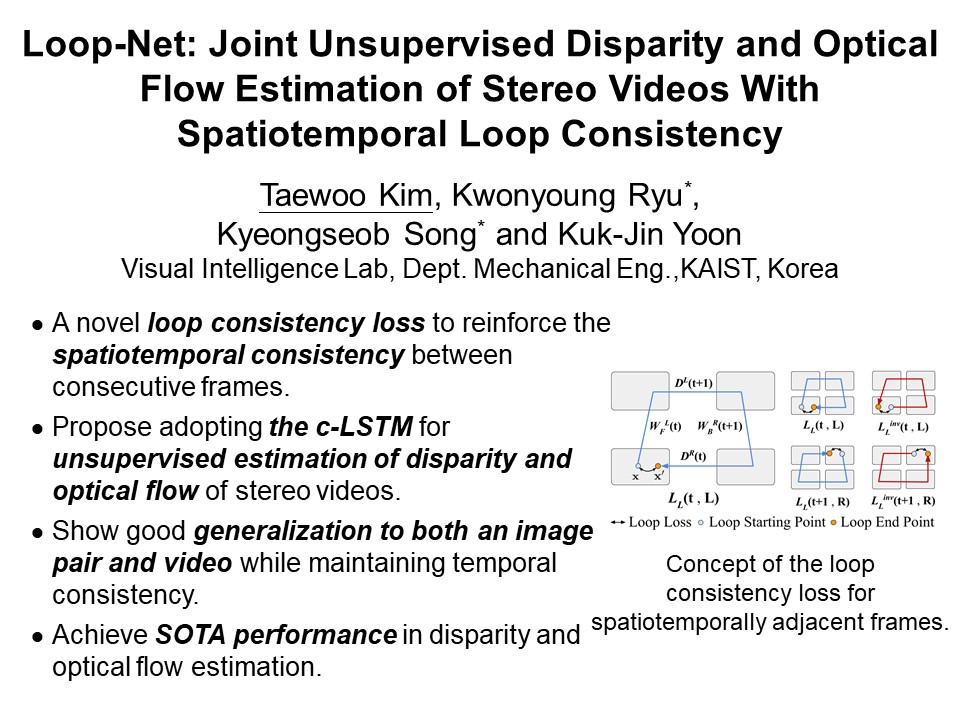 Loop-Net: Joint Unsupervised Disparity and Optical
Flow Estimation of Stereo Videos With
Spatiotemporal Loop Consistency
Taewoo Kim, Kwonyoung Ryu*,
Kyeongseob Song* and Kuk-Jin Yoon
Visual Intelligence Lab, Dept. Mechanical Eng.,KAIST, Korea
• A novel loop consistency loss to reinforce the
spatiotemporal consistency between
consecutive frames.
• Propose adopting the c-LSTM for
unsupervised estimation of disparity and
optical flow of stereo videos.
• Show good generalization to both an image
pair and video while maintaining temporal
consistency.
• Achieve SOTA performance in disparity and
optical flow estimation.
D^L(t+1)
W_F^L(t) W_B^R(t+1)
D^R(t)
x x'
L_L(t , L)
L_L(t , L) L_L^inv(t , L)
L_L(t+1 , R) L_L^inv(t+1 , R)
↔ Loop Loss ○ Loop Starting Point ● Loop End Point
Concept of the loop
consistency loss for
spatiotemporally adjacent frames.